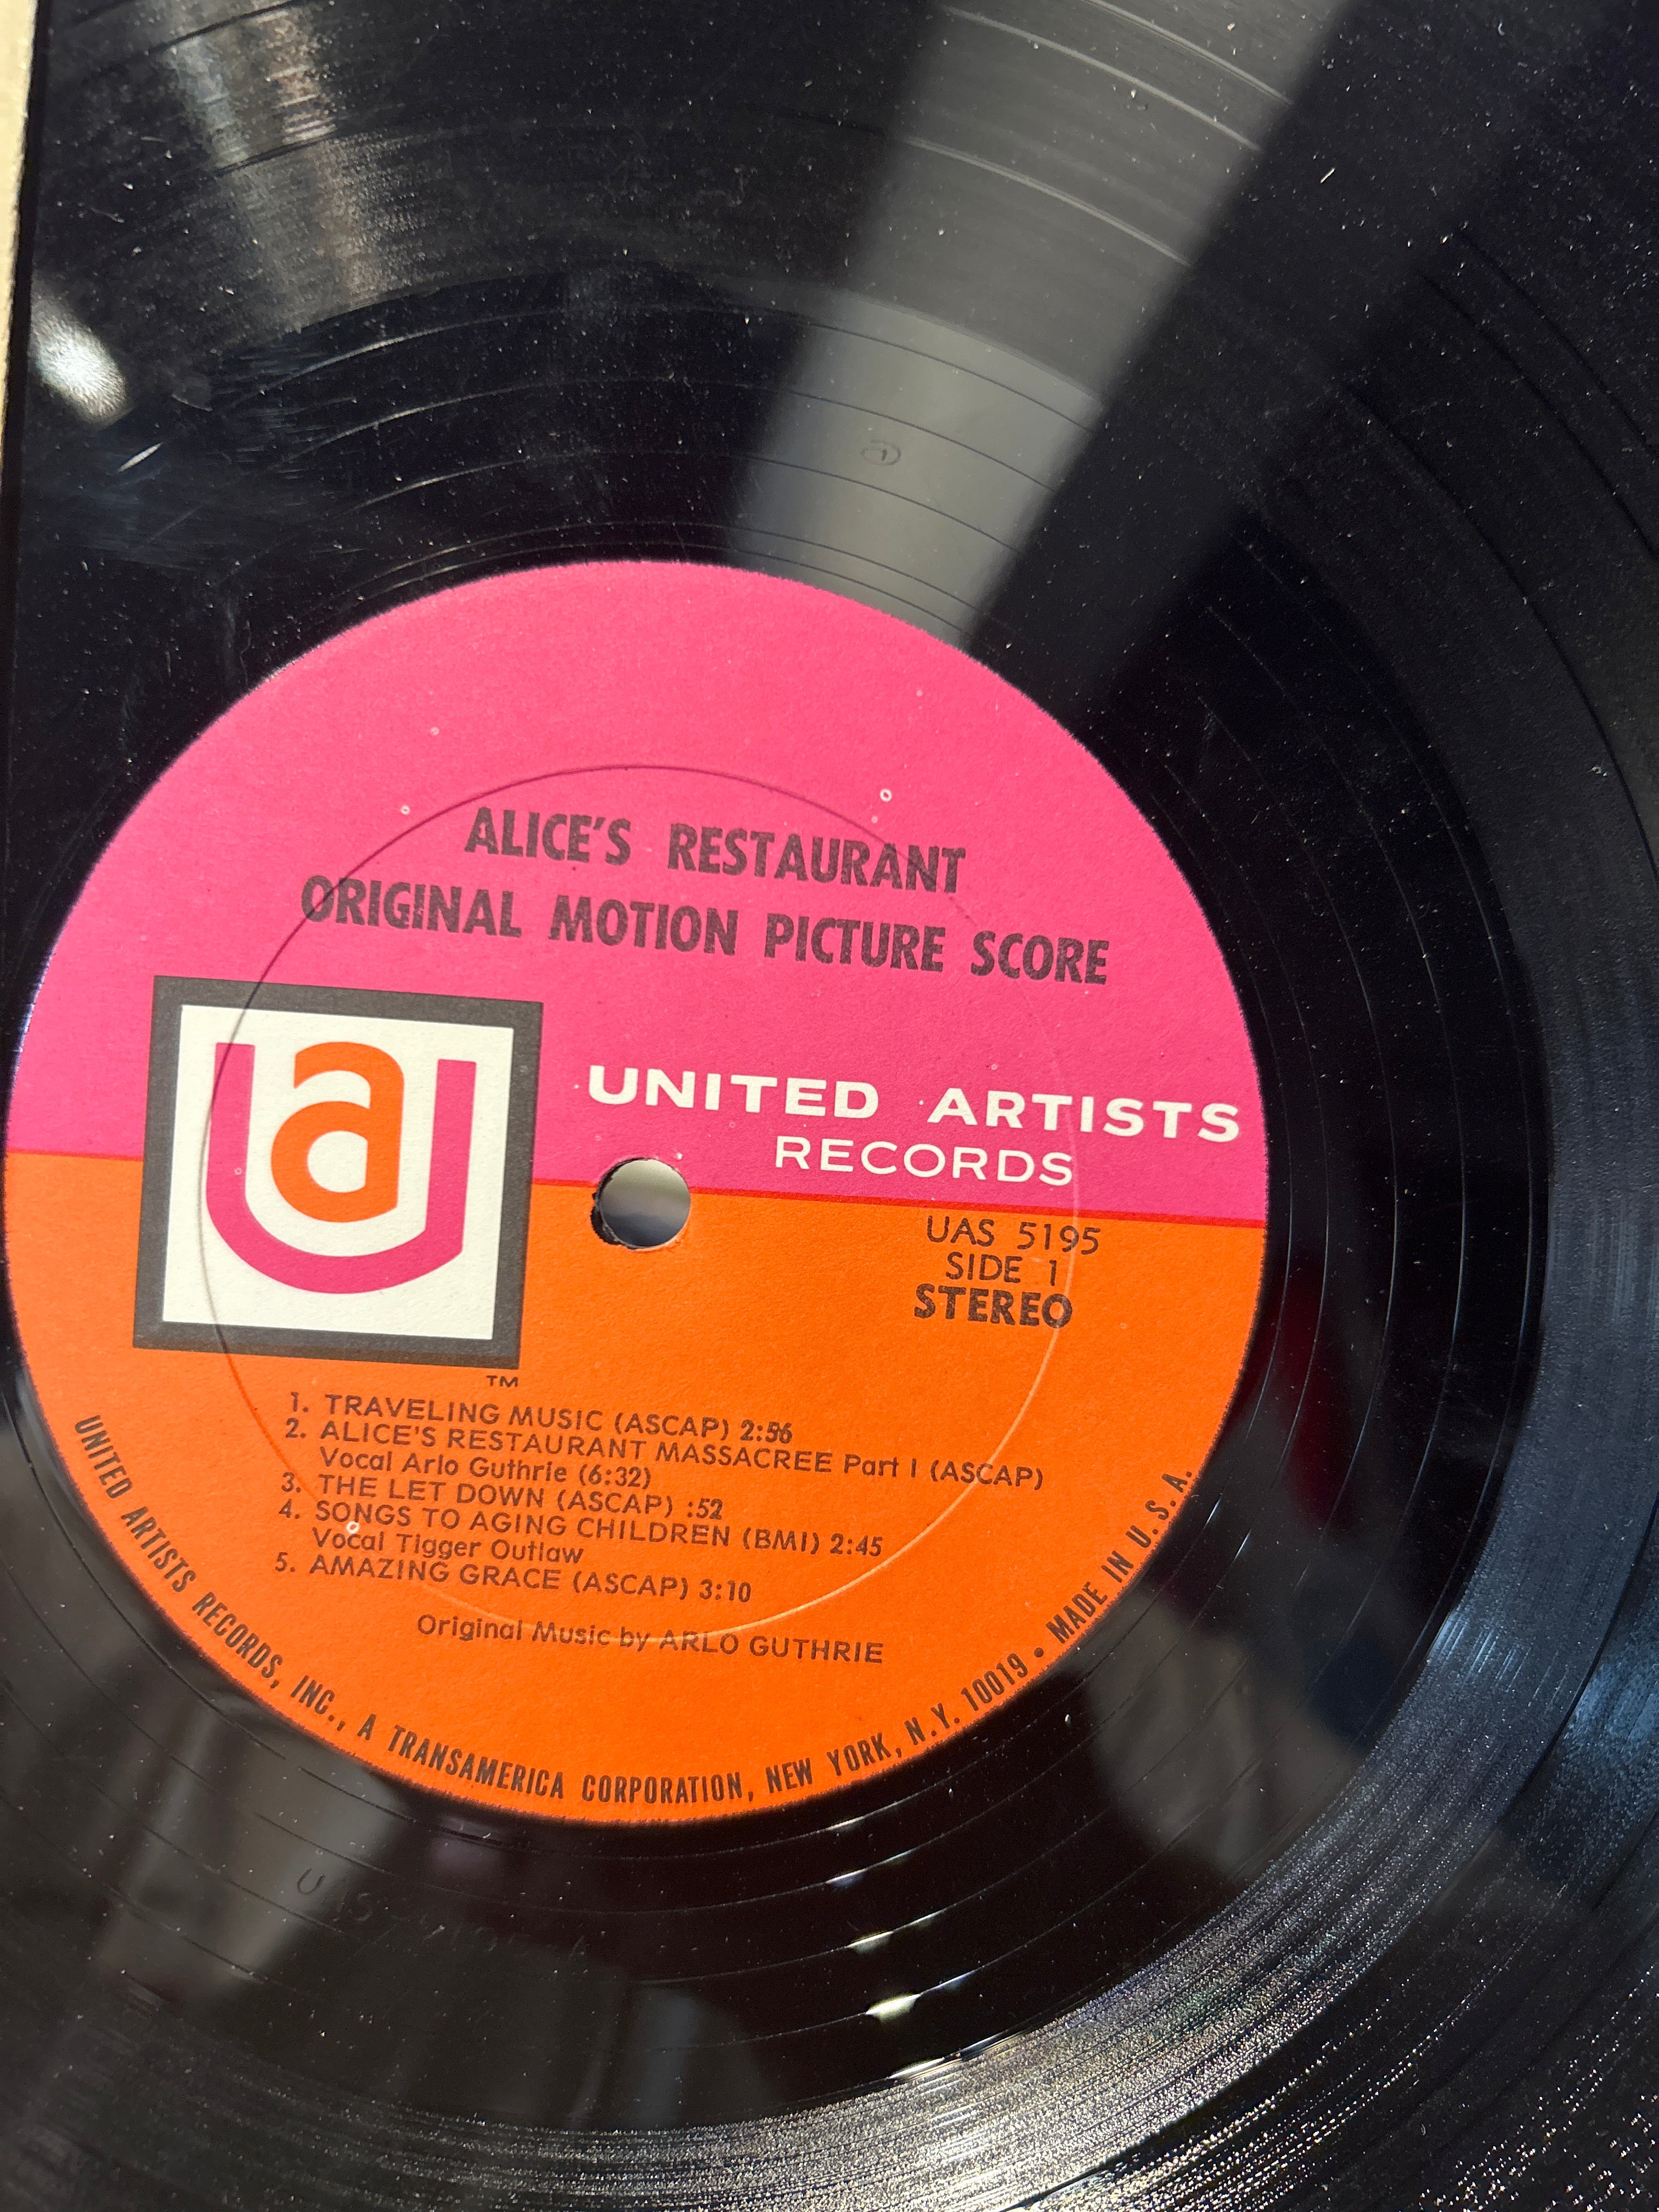 ALICE'S RESTAURANT
ORIGINAL MOTION PICTURE SCORE
ua
UNITED ARTISTS
RECORDS
UAS 5195
SIDE 1
STEREO
TM
1. TRAVELING MUSIC (ASCAP) 2:56
2. ALICE'S RESTAURANT MASSACREE Part I (ASCAP)
Vocal Arlo Guthrie (6:32)
3. THE LET DOWN (ASCAP) :52
4. SONGS TO AGING CHILDREN (BMI) 2:45
Vocal Tigger Outlaw
5. AMAZING GRACE (ASCAP) 3:10
Original Music by ARLO GUTHRIE
UNITED ARTISTS RECORDS, INC., A TRANSAMERICA CORPORATION, NEW YORK, N.Y. 10019 • MADE IN U.S.A.